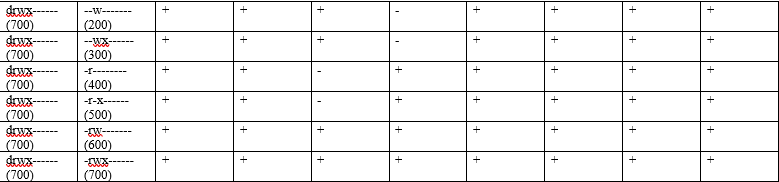 drwx------ --w------- + + + - + + + +
(700) (200)
drwx------ --wx------ + + + - + + + +
(700) (300)
drwx------ -r-------- + + - + + + + +
(700) (400)
drwx------ -r-x------ + + - + + + + +
(700) (500)
drwx------ -rw------- + + + + + + + +
(700) (600)
drwx------ -rwx------ + + + + + + + +
(700) (700)